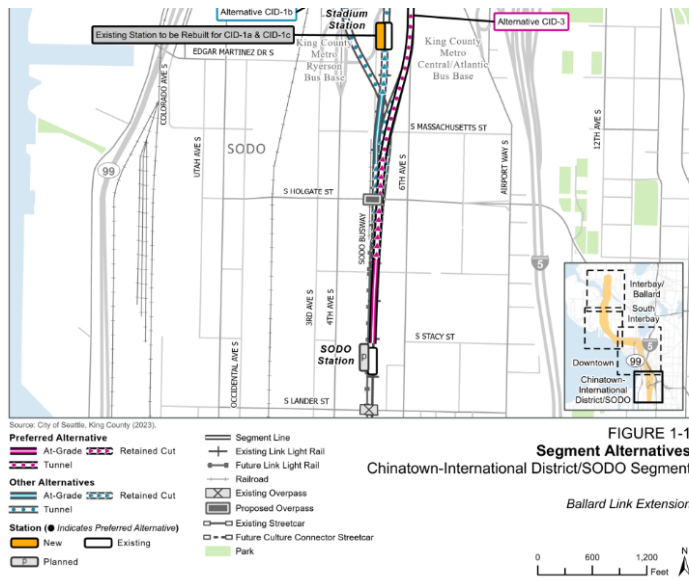 Alternative CID-1b
Stadium
Station
Alternative CID-3
Existing Station to be Rebuilt for CID-1a & CID-1c
King County
Metro
Ryerson
Bus Base
King County
Metro
Central/Atlantic
Bus Base
EDGAR MARTINEZ DR S
COLORADO AVE S
UTAH AVE S
SODO
S MASSACHUSETTS ST
6TH AVE S
AIRPORT WAY S
12TH AVE S
99
S HOLGATE ST
SODO BUSWAY
3RD AVE S
4TH AVE S
5
OCCIDENTAL AVE S
SODO
Station
P
S STACY ST
S LANDER ST
Interbay/
Ballard
South
Interbay
5
99
Downtown
Chinatown-
International
District/SODO
Source: City of Seattle, King County (2023).
Preferred Alternative
At-Grade
Retained Cut
Tunnel
Other Alternatives
At-Grade
Retained Cut
Tunnel
Station (● Indicates Preferred Alternative)
New
Existing
P
Planned
Segment Line
Existing Link Light Rail
Future Link Light Rail
Railroad
Existing Overpass
Proposed Overpass
Existing Streetcar
Future Culture Connector Streetcar
Park
FIGURE 1-1
Segment Alternatives
Chinatown-International District/SODO Segment
Ballard Link Extension
0 600 1,200
Feet
N